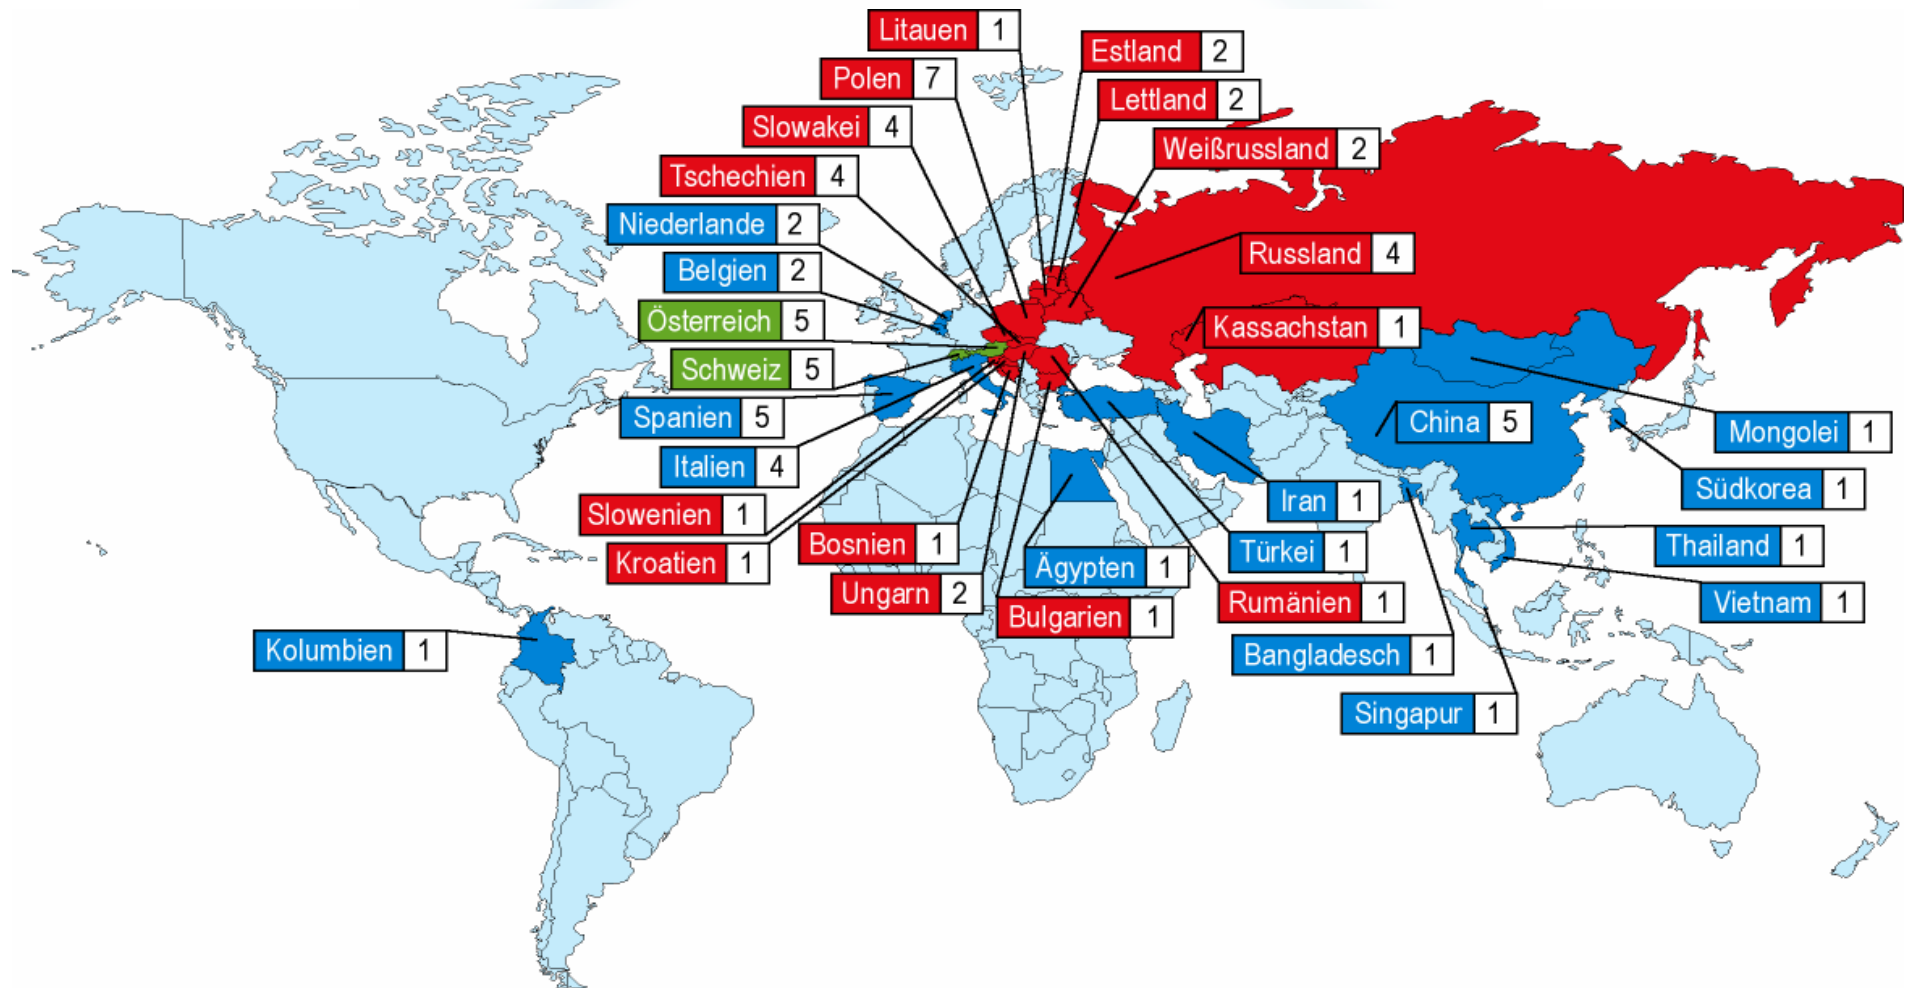 Litauen 1
Estland 2
Polen 7
Lettland 2
Slowakei 4
Weißrussland 2
Tschechien 4
Niederlande 2
Russland 4
Belgien 2
Österreich 5
Kassachstan 1
Schweiz 5
Spanien 5
China 5
Mongolei 1
Italien 4
Südkorea 1
Iran 1
Slowenien 1
Bosnien 1
Thailand 1
Türkei 1
Kroatien 1
Ägypten 1
Ungarn 2
Rumänien 1
Vietnam 1
Bulgarien 1
Kolumbien 1
Bangladesch 1
Singapur 1